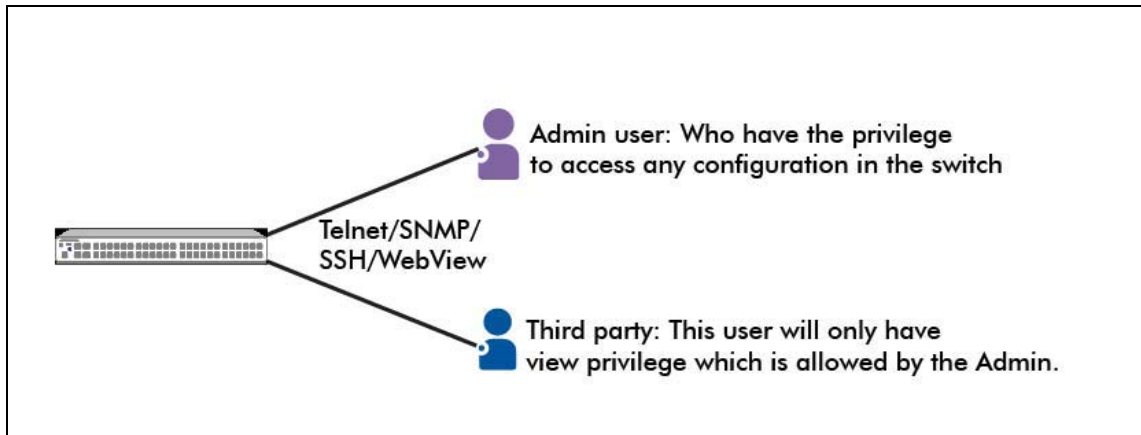 Admin user: Who have the privilege
to access any configuration in the switch
Telnet/SNMP/
SSH/WebView
Third party: This user will only have
view privilege which is allowed by the Admin.